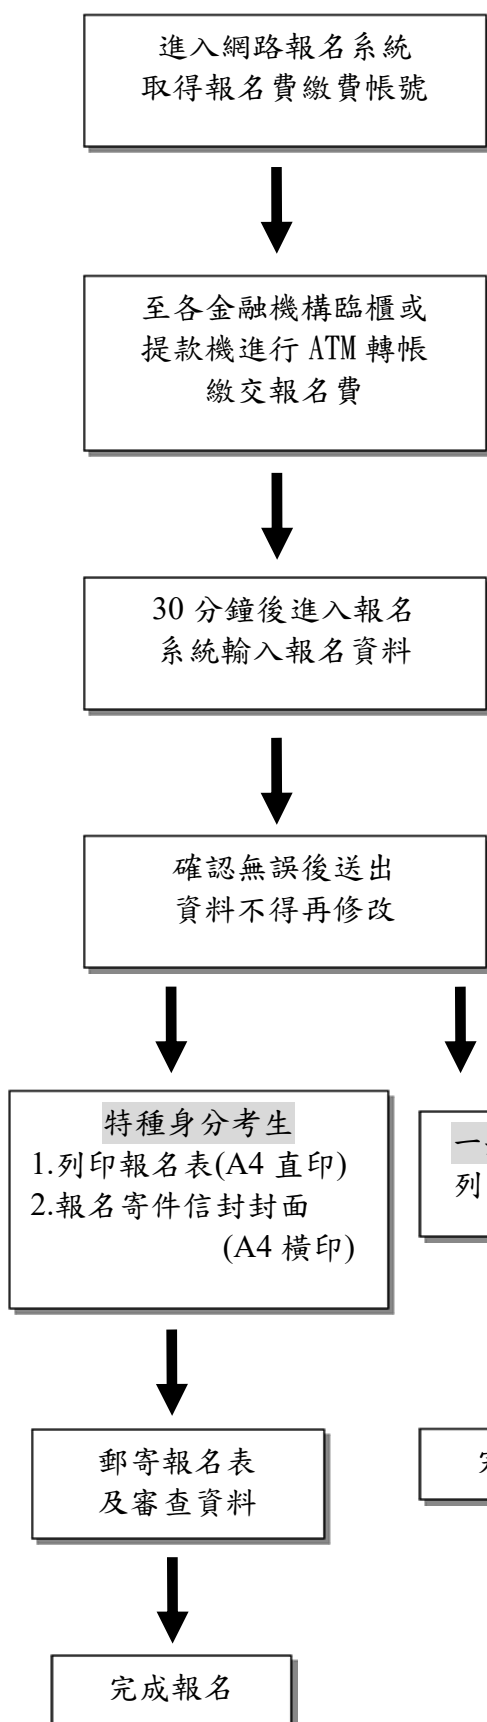 進入網路報名系統
取得報名費繳費帳號
至各金融機構臨櫃或
提款機進行 ATM 轉帳
繳交報名費
30 分鐘後進入報名
系統輸入報名資料
確認無誤後送出
資料不得再修改
特種身分考生
1.列印報名表(A4 直印)
2.報名寄件信封封面
(A4 橫印)
一
列
郵寄報名表
及審查資料
完成報名